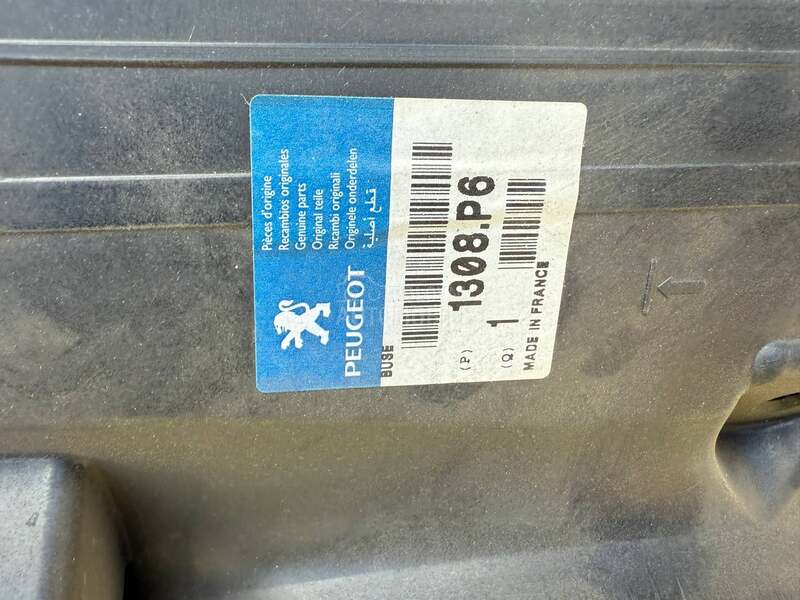 Pièces d'origine
Recambios originales
Genuine parts
Original teile
Ricambi originali
Originele onderdelen
قطع أصلية
PEUGEOT
BUSE
(P) 1308.P6
(Q) 1
MADE IN FRANCE